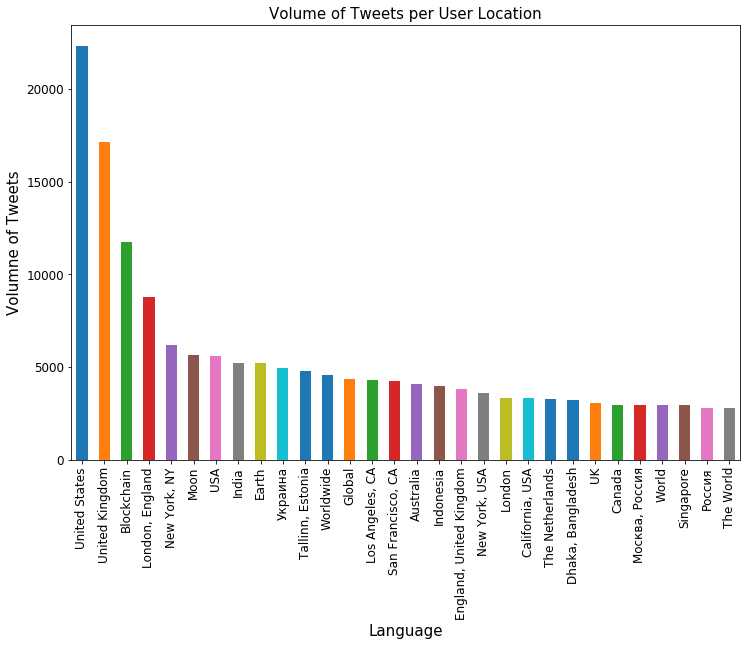 Volume of Tweets per User Location
Volumne of Tweets
20000
15000
10000
5000
0
United States
United Kingdom
Blockchain
London, England
New York, NY
Moon
USA
India
Earth
Украина
Tallinn, Estonia
Worldwide
Global
Los Angeles, CA
San Francisco, CA
Australia
Indonesia
England, United Kingdom
New York, USA
London
California, USA
The Netherlands
Dhaka, Bangladesh
UK
Canada
Москва, Россия
World
Singapore
Россия
The World
Language